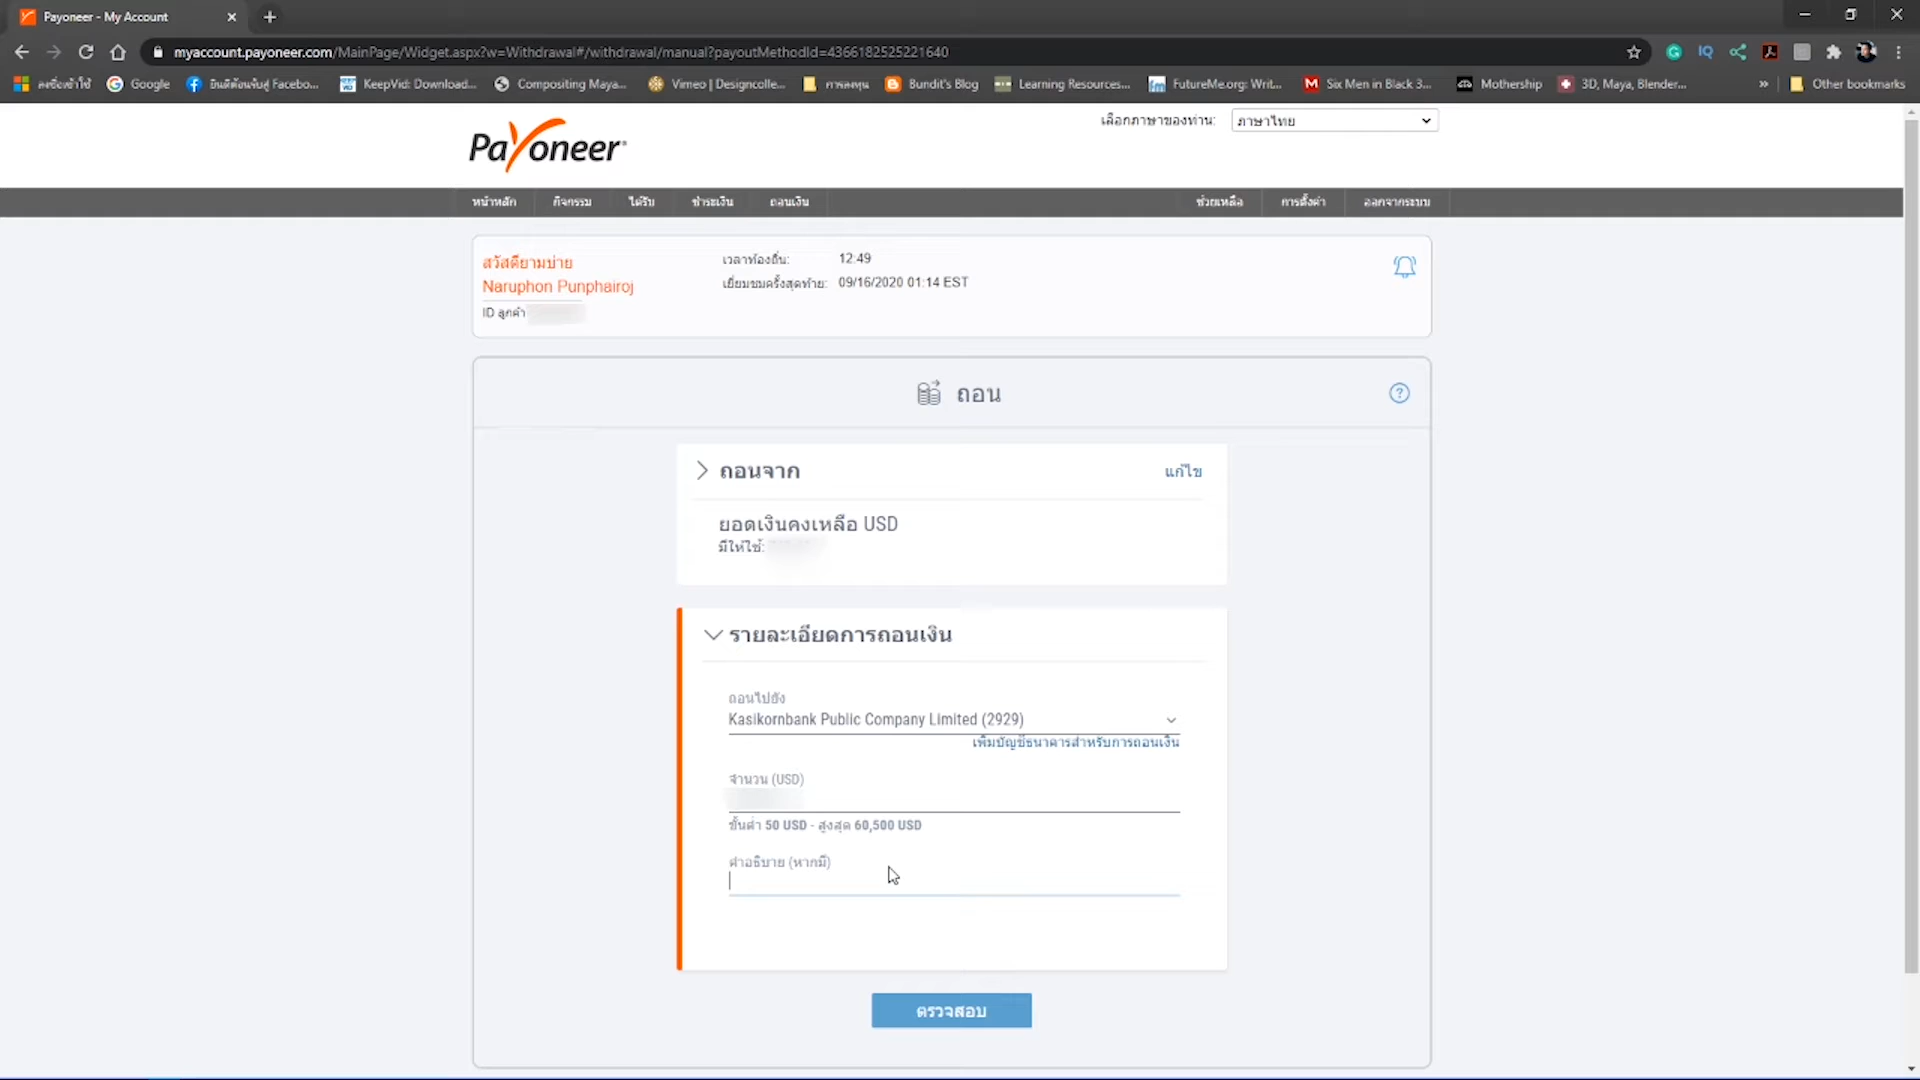 Payoneer - My Account
myaccount.payoneer.com/MainPage/Widget.aspx?w=Withdrawal#/withdrawal/manual?payoutMethodId=4366182525221640
ลงชื่อเข้าใช้
Google
ยินดีต้อนรับสู่ Facebo...
KeepVid: Download...
Compositing Maya...
Vimeo | Designcolle...
การลงทุน
Bundit's Blog
Learning Resources...
FutureMe.org: Writ...
Six Men in Black 3...
Mothership
3D, Maya, Blender...
Other bookmarks
Payoneer
เลือกภาษาของท่าน:
ภาษาไทย
หน้าหลัก
กิจกรรม
ได้รับ
ชำระเงิน
ถอนเงิน
ช่วยเหลือ
การตั้งค่า
ออกจากระบบ
สวัสดียามบ่าย
Naruphon Punphairoj
ID ลูกค้า
เวลาท้องถิ่น: 12:49
เยี่ยมชมครั้งสุดท้าย: 09/16/2020 01:14 EST
ถอน
ถอนจาก
แก้ไข
ยอดเงินคงเหลือ USD
มีให้ใช้:
รายละเอียดการถอนเงิน
ถอนไปยัง
Kasikornbank Public Company Limited (2929)
เพิ่มบัญชีธนาคารสำหรับการถอนเงิน
จำนวน (USD)
ขั้นต่ำ 50 USD - สูงสุด 60,500 USD
คำอธิบาย (หากมี)
ตรวจสอบ